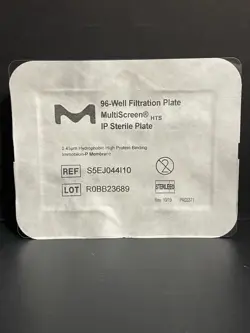 96-Well Filtration Plate
MultiScreen® HTS
IP Sterile Plate
0.45µm Hydrophobic High Protein Binding
Immobilon-P Membrane
REF S5EJ044I10
LOT R0BB23689